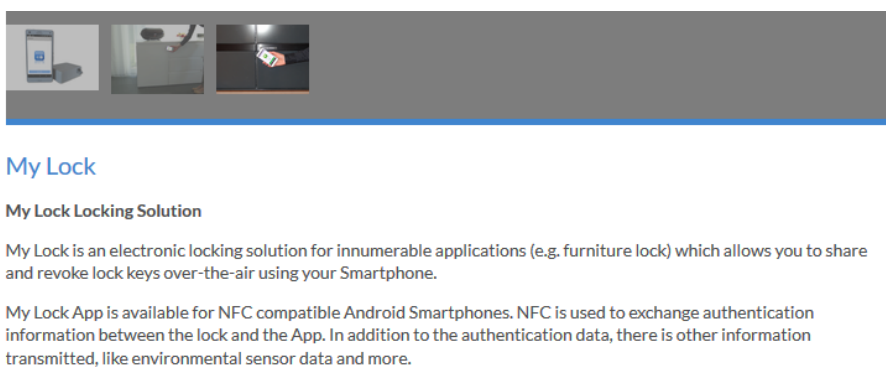 My Lock
My Lock Locking Solution
My Lock is an electronic locking solution for innumerable applications (e.g. furniture lock) which allows you to share
and revoke lock keys over-the-air using your Smartphone.
My Lock App is available for NFC compatible Android Smartphones. NFC is used to exchange authentication
information between the lock and the App. In addition to the authentication data, there is other information
transmitted, like environmental sensor data and more.